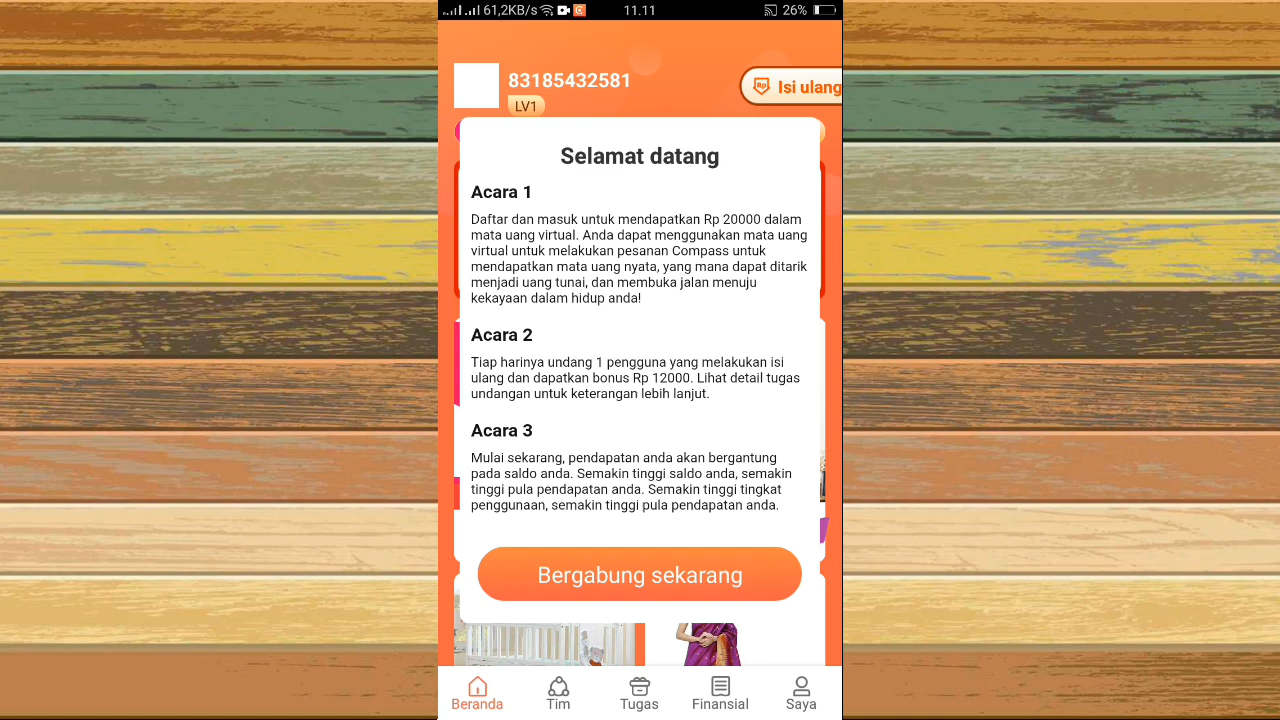 61,2KB/s
11.11
26%
83185432581
Isi ulang
LV1
Selamat datang
Acara 1
Daftar dan masuk untuk mendapatkan Rp 20000 dalam
mata uang virtual. Anda dapat menggunakan mata uang
virtual untuk melakukan pesanan Compass untuk
mendapatkan mata uang nyata, yang mana dapat ditarik
menjadi uang tunai, dan membuka jalan menuju
kekayaan dalam hidup anda!
Acara 2
Tiap harinya undang 1 pengguna yang melakukan isi
ulang dan dapatkan bonus Rp 12000. Lihat detail tugas
undangan untuk keterangan lebih lanjut.
Acara 3
Mulai sekarang, pendapatan anda akan bergantung
pada saldo anda. Semakin tinggi saldo anda, semakin
tinggi pula pendapatan anda. Semakin tinggi tingkat
penggunaan, semakin tinggi pula pendapatan anda.
Bergabung sekarang
Beranda
Tim
Tugas
Finansial
Saya